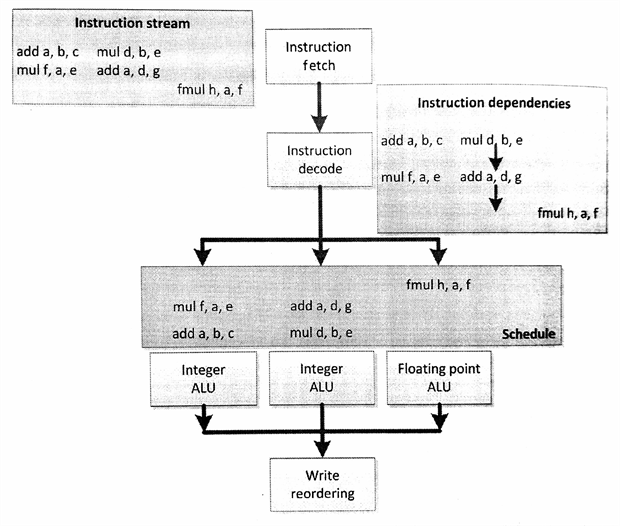 Instruction stream
add a, b, c mul d, b, e
mul f, a, e add a, d, g
fmul h, a, f
Instruction
fetch
Instruction dependencies
add a, b, c mul d, b, e
mul f, a, e add a, d, g
fmul h, a, f
Instruction
decode
fmul h, a, f
mul f, a, e add a, d, g
add a, b, c mul d, b, e
Schedule
Integer
ALU
Integer
ALU
Floating point
ALU
Write
reordering